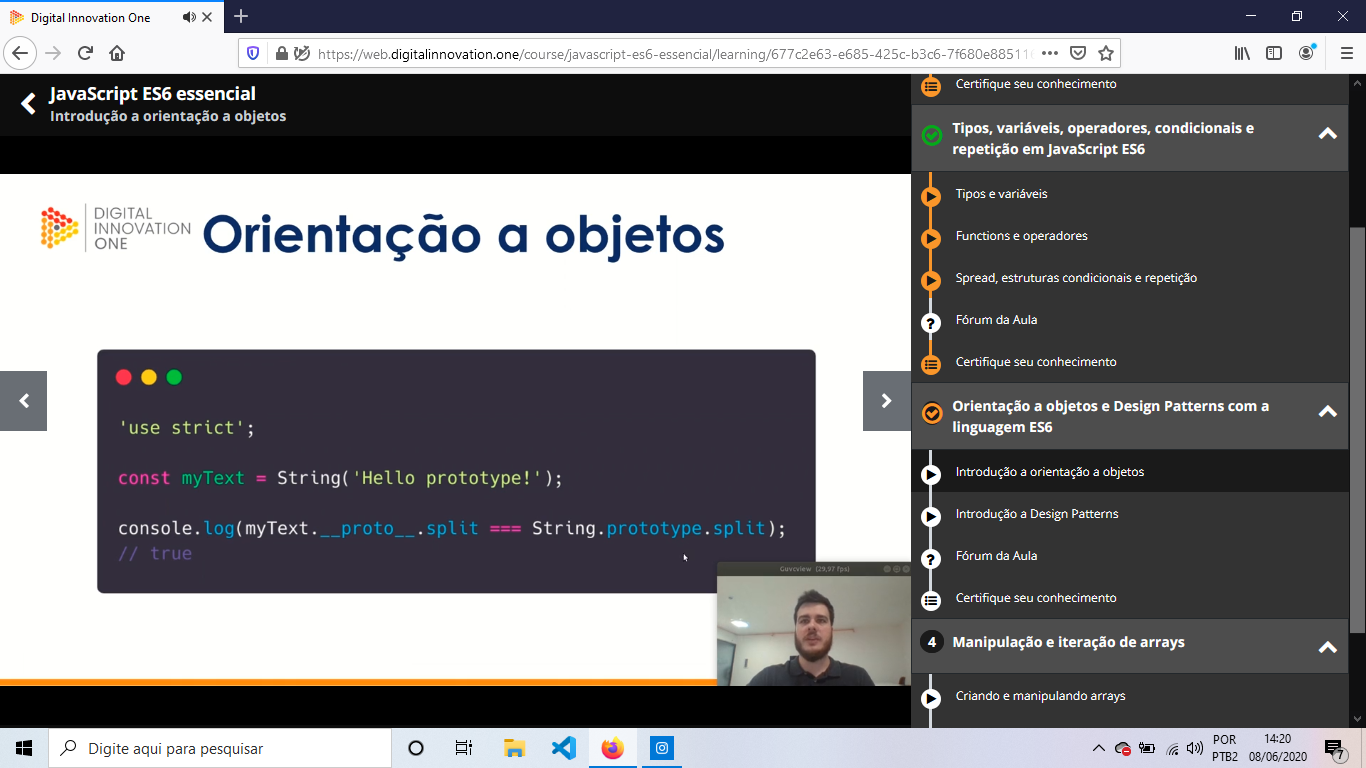 Digital Innovation One
https://web.digitalinnovation.one/course/javascript-es6-essencial/learning/677c2e63-e685-425c-b3c6-7f680e88511
JavaScript ES6 essencial
Introdução a orientação a objetos
DIGITAL
INNOVATION
ONE
Orientação a objetos
'use strict';
const myText = String('Hello prototype!');
console.log(myText.__proto__.split === String.prototype.split);
// true
Guvcview (29,97 fps)
Certifique seu conhecimento
Tipos, variáveis, operadores, condicionais e
repetição em JavaScript ES6
Tipos e variáveis
Functions e operadores
Spread, estruturas condicionais e repetição
?
Fórum da Aula
Certifique seu conhecimento
Orientação a objetos e Design Patterns com a
linguagem ES6
Introdução a orientação a objetos
Introdução a Design Patterns
?
Fórum da Aula
Certifique seu conhecimento
4
Manipulação e iteração de arrays
Criando e manipulando arrays
Digite aqui para pesquisar
POR
PTB2
14:20
08/06/2020
7